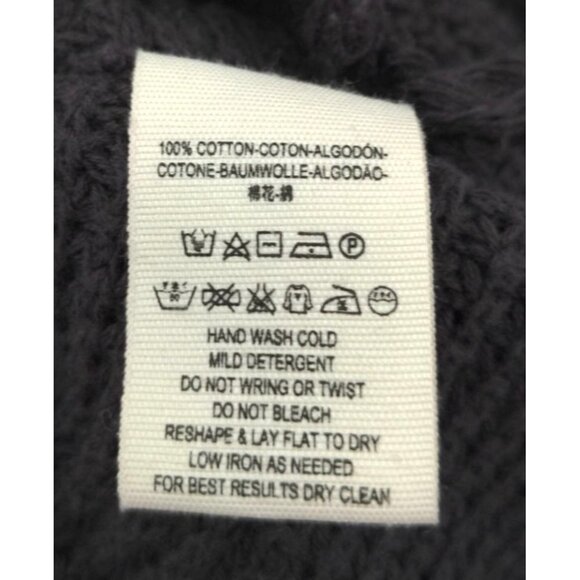 100% COTTON-COTON-ALGODÓN-
COTONE-BAUMWOLLE-ALGODÃO-
棉花-綿
P
HAND WASH COLD
MILD DETERGENT
DO NOT WRING OR TWIST
DO NOT BLEACH
RESHAPE & LAY FLAT TO DRY
LOW IRON AS NEEDED
FOR BEST RESULTS DRY CLEAN